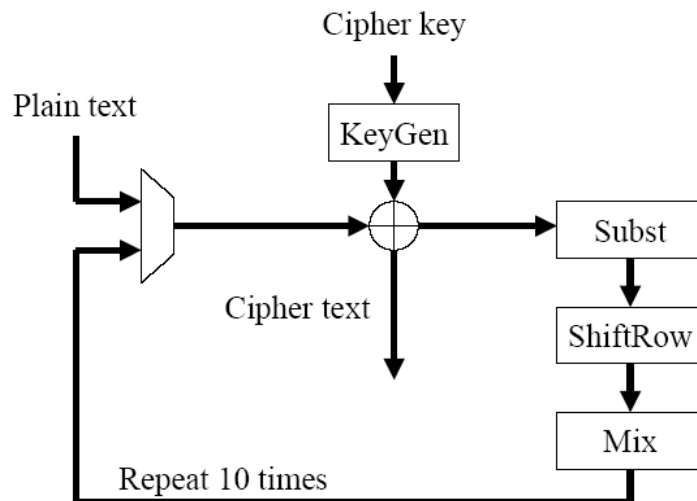 Cipher key
Plain text
KeyGen
Subst
Cipher text
ShiftRow
Mix
Repeat 10 times